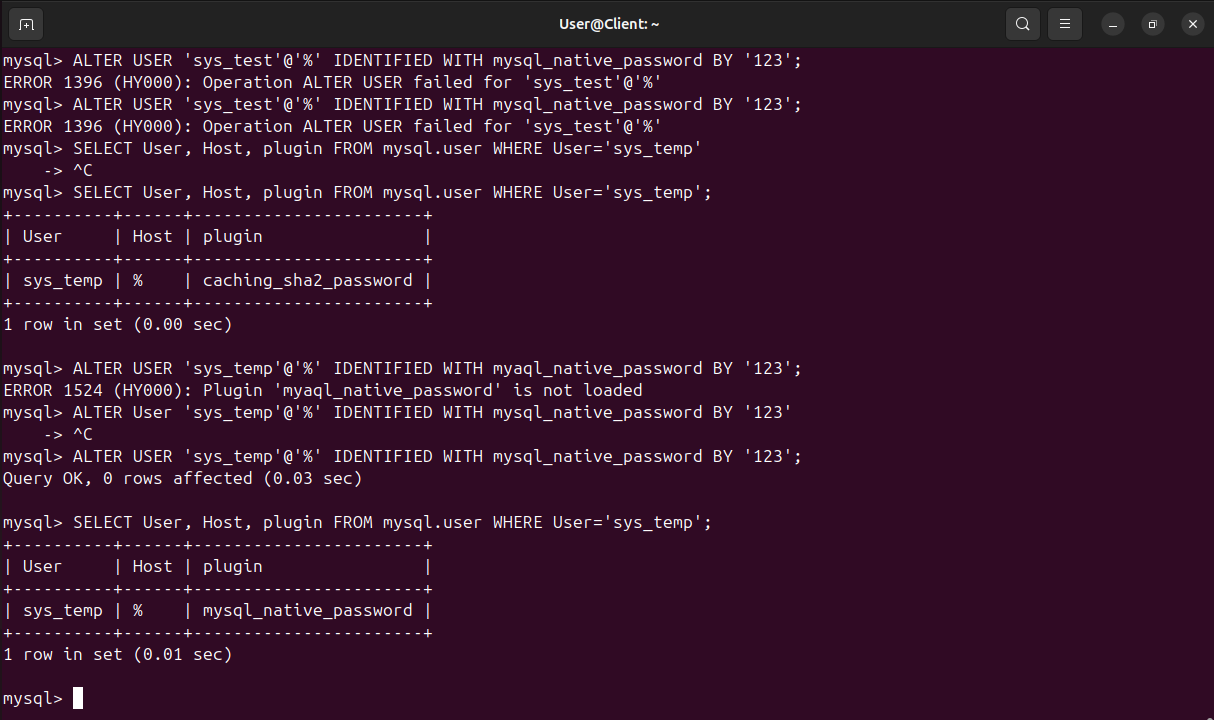 User@Client: ~
mysql> ALTER USER 'sys_test'@'%' IDENTIFIED WITH mysql_native_password BY '123';
ERROR 1396 (HY000): Operation ALTER USER failed for 'sys_test'@'%'
mysql> ALTER USER 'sys_test'@'%' IDENTIFIED WITH mysql_native_password BY '123';
ERROR 1396 (HY000): Operation ALTER USER failed for 'sys_test'@'%'
mysql> SELECT User, Host, plugin FROM mysql.user WHERE User='sys_temp'
    -> ^C
mysql> SELECT User, Host, plugin FROM mysql.user WHERE User='sys_temp';
+----------+------+-----------------------+
| User     | Host | plugin                |
+----------+------+-----------------------+
| sys_temp | %    | caching_sha2_password |
+----------+------+-----------------------+
1 row in set (0.00 sec)

mysql> ALTER USER 'sys_temp'@'%' IDENTIFIED WITH myaql_native_password BY '123';
ERROR 1524 (HY000): Plugin 'myaql_native_password' is not loaded
mysql> ALTER User 'sys_temp'@'%' IDENTIFIED WITH mysql_native_password BY '123'
    -> ^C
mysql> ALTER USER 'sys_temp'@'%' IDENTIFIED WITH mysql_native_password BY '123';
Query OK, 0 rows affected (0.03 sec)

mysql> SELECT User, Host, plugin FROM mysql.user WHERE User='sys_temp';
+----------+------+-----------------------+
| User     | Host | plugin                |
+----------+------+-----------------------+
| sys_temp | %    | mysql_native_password |
+----------+------+-----------------------+
1 row in set (0.01 sec)

mysql>